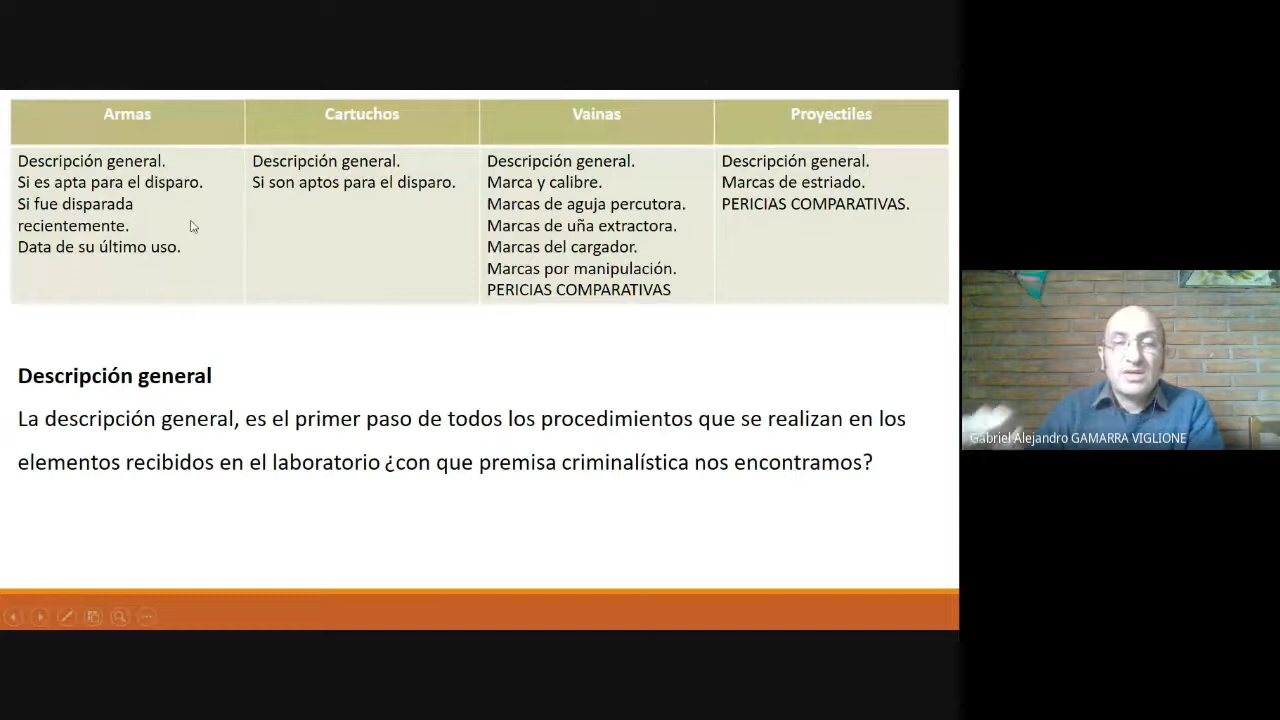 Armas
Cartuchos
Vainas
Proyectiles
Descripción general.
Si es apta para el disparo.
Si fue disparada
recientemente.
Data de su último uso.
Descripción general.
Si son aptos para el disparo.
Descripción general.
Marca y calibre.
Marcas de aguja percutora.
Marcas de uña extractora.
Marcas del cargador.
Marcas por manipulación.
PERICIAS COMPARATIVAS
Descripción general.
Marcas de estriado.
PERICIAS COMPARATIVAS.
Descripción general
La descripción general, es el primer paso de todos los procedimientos que se realizan en los
elementos recibidos en el laboratorio ¿con que premisa criminalística nos encontramos?
Gabriel Alejandro GAMARRA VIGLIONE